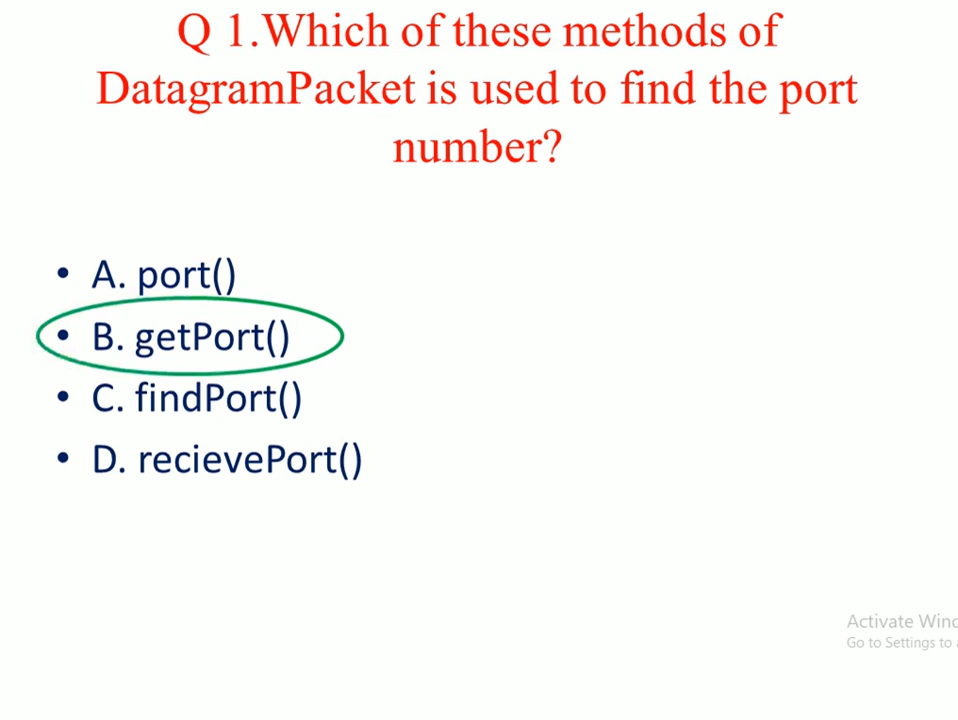 Q 1.Which of these methods of
DatagramPacket is used to find the port
number?
• A. port()
• B. getPort()
• C. findPort()
• D. recievePort()
Activate Wind
Go to Settings to